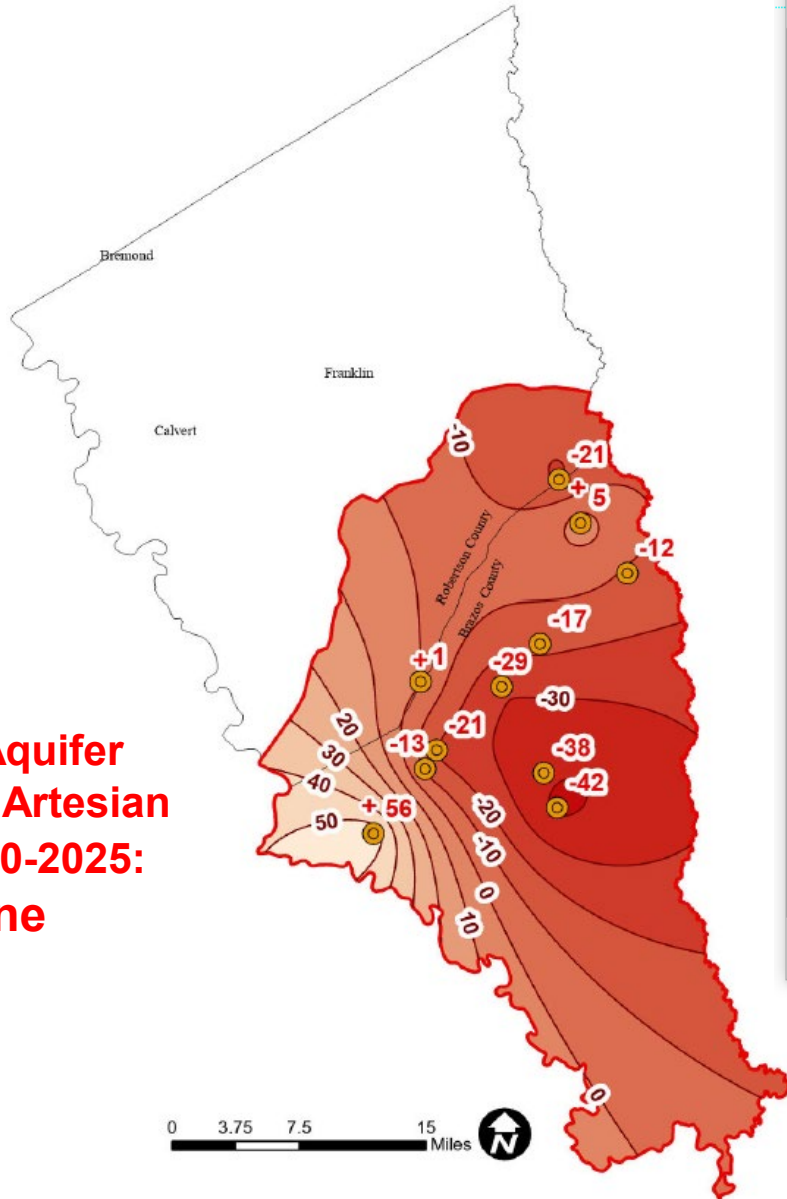 Bremond
Franklin
Calvert
-10
-21
+ 5
Robertson County
Brazos County
-12
-17
+1
-29
-30
20
-13
-21
-38
30
-42
40
+ 56
50
-20
-10
0
10
0
Aquifer
Artesian
0-2025:
ne
0 3.75 7.5 15
Miles
N